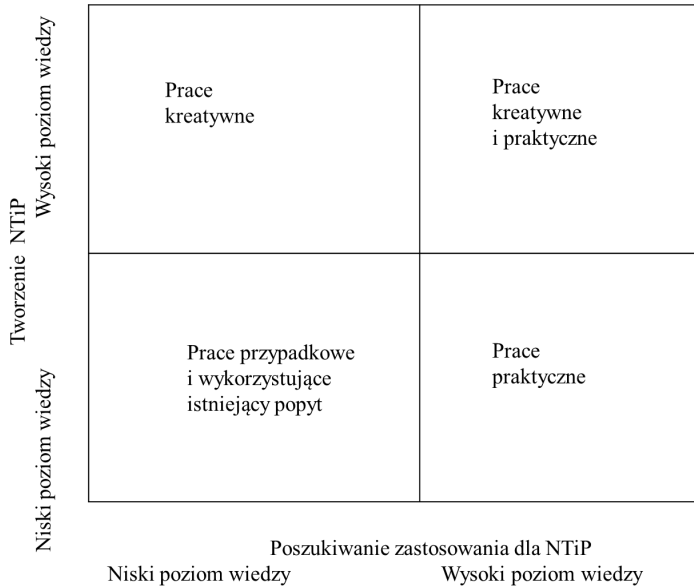 Wysoki poziom wiedzy
Prace
kreatywne
Prace
kreatywne
i praktyczne
Tworzenie NTiP
Niski poziom wiedzy
Prace przypadkowe
i wykorzystujące
istniejący popyt
Prace
praktyczne
Poszukiwanie zastosowania dla NTiP
Niski poziom wiedzy
Wysoki poziom wiedzy